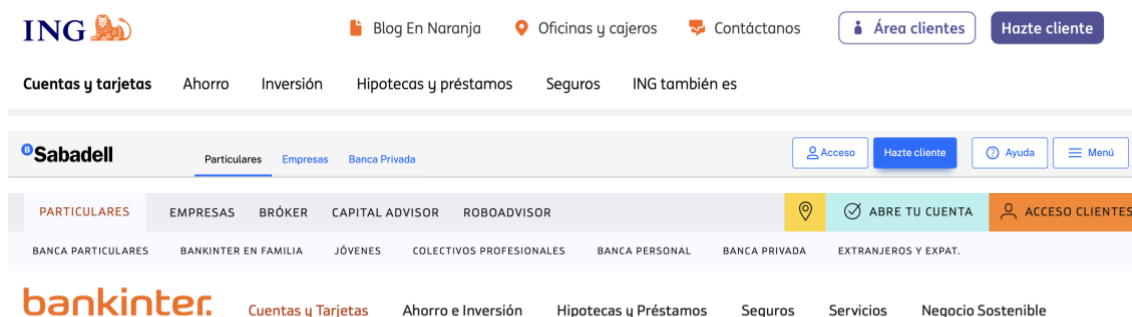 ING Blog En Naranja Oficinas y cajeros Contáctanos Área clientes Hazte cliente
Cuentas y tarjetas Ahorro Inversión Hipotecas y préstamos Seguros ING también es
B Sabadell Particulares Empresas Banca Privada Acceso Hazte cliente ? Ayuda Menú
PARTICULARES EMPRESAS BRÓKER CAPITAL ADVISOR ROBOADVISOR ABRE TU CUENTA ACCESO CLIENTES
BANCA PARTICULARES BANKINTER EN FAMILIA JÓVENES COLECTIVOS PROFESIONALES BANCA PERSONAL BANCA PRIVADA EXTRANJEROS Y EXPAT.
bankinter. Cuentas y Tarjetas Ahorro e Inversión Hipotecas y Préstamos Seguros Servicios Negocio Sostenible